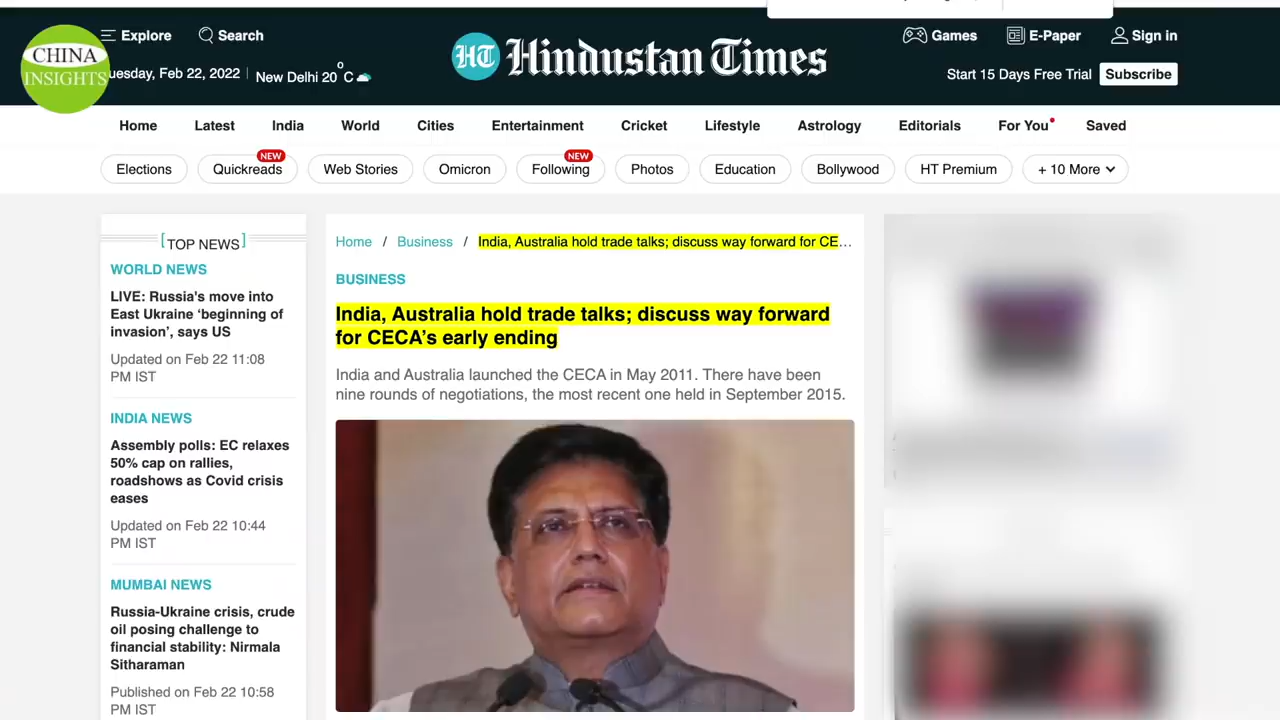 CHINA
INSIGHTS
Explore
Search
uesday, Feb 22, 2022
New Delhi 20°C
HT Hindustan Times
Games
E-Paper
Sign in
Start 15 Days Free Trial
Subscribe
Home Latest India World Cities Entertainment Cricket Lifestyle Astrology Editorials For You Saved
NEW NEW
Elections Quickreads Web Stories Omicron Following Photos Education Bollywood HT Premium + 10 More
[TOP NEWS]
WORLD NEWS
LIVE: Russia's move into
East Ukraine ‘beginning of
invasion’, says US
Updated on Feb 22 11:08
PM IST
INDIA NEWS
Assembly polls: EC relaxes
50% cap on rallies,
roadshows as Covid crisis
eases
Updated on Feb 22 10:44
PM IST
MUMBAI NEWS
Russia-Ukraine crisis, crude
oil posing challenge to
financial stability: Nirmala
Sitharaman
Published on Feb 22 10:58
PM IST
Home / Business / India, Australia hold trade talks; discuss way forward for CE...
BUSINESS
India, Australia hold trade talks; discuss way forward
for CECA’s early ending
India and Australia launched the CECA in May 2011. There have been
nine rounds of negotiations, the most recent one held in September 2015.